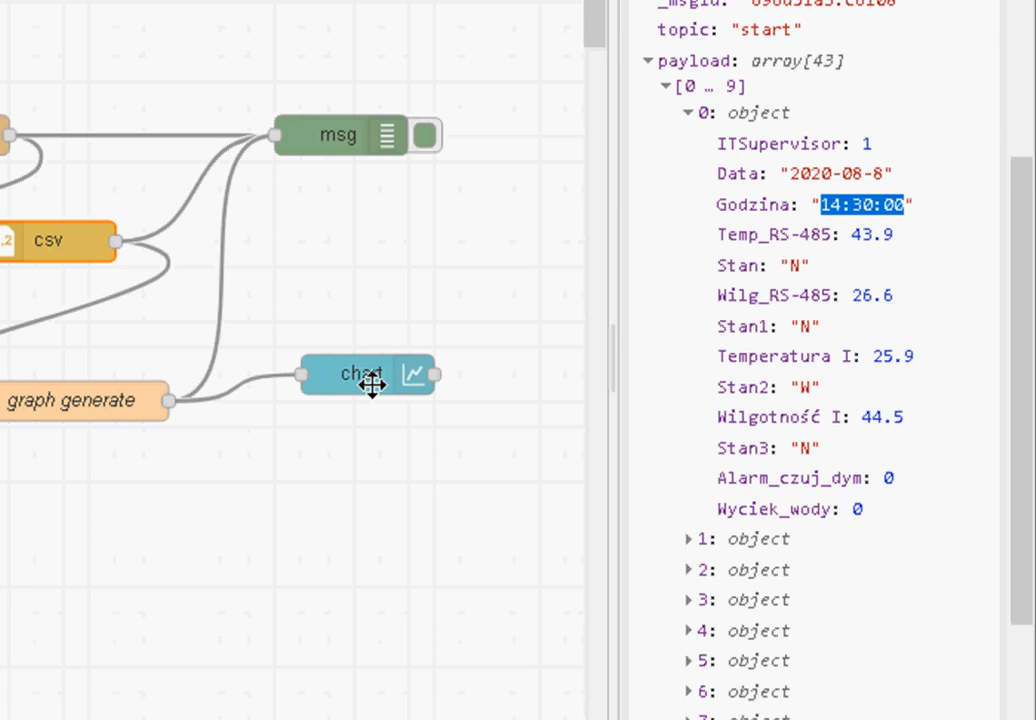 topic: "start"
payload: array[43]
[0 … 9]
0: object
ITSupervisor: 1
Data: "2020-08-8"
Godzina: "14:30:00"
Temp_RS-485: 43.9
Stan: "N"
Wilg_RS-485: 26.6
Stan1: "N"
Temperatura I: 25.9
Stan2: "W"
Wilgotność I: 44.5
Stan3: "N"
Alarm_czuj_dym: 0
Wyciek_wody: 0
1: object
2: object
3: object
4: object
5: object
6: object
msg
csv
graph generate